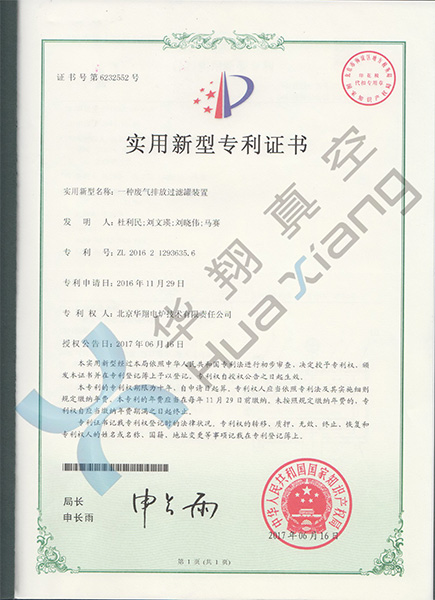 证书号第6232552号
实用新型专利证书
实用新型名称：一种废气排放过滤罐装置
发明人：杜利民;刘文瑛;刘晓伟;马赛
专利号：ZL 2016 2 1293635.6
专利申请日：2016年11月29日
专利权人：北京华翔电炉技术有限责任公司
授权公告日：2017年06月16日
本实用新型经过本局依照中华人民共和国专利法进行初步审查，决定授予专利权，颁
发本证书并在专利登记簿上予以登记。专利权自授权公告之日起生效。
本专利的专利权期限为十年，自申请日起算。专利权人应当依照专利法及其实施细则
规定缴纳年费。本专利的年费应当在每年11月29日前缴纳。未按照规定缴纳年费的，专利
权自应当缴纳年费期满之日起终止。
专利证书记载专利权登记时的法律状况。专利权的转移、质押、无效、终止、恢复和
专利权人的姓名或名称、国籍、地址变更等事项记载在专利登记簿上。
局长
申长雨
申长雨
中华人民共和国国家知识产权局
2017年06月16日
第1页(共1页)
华翔真空
Huaxiang